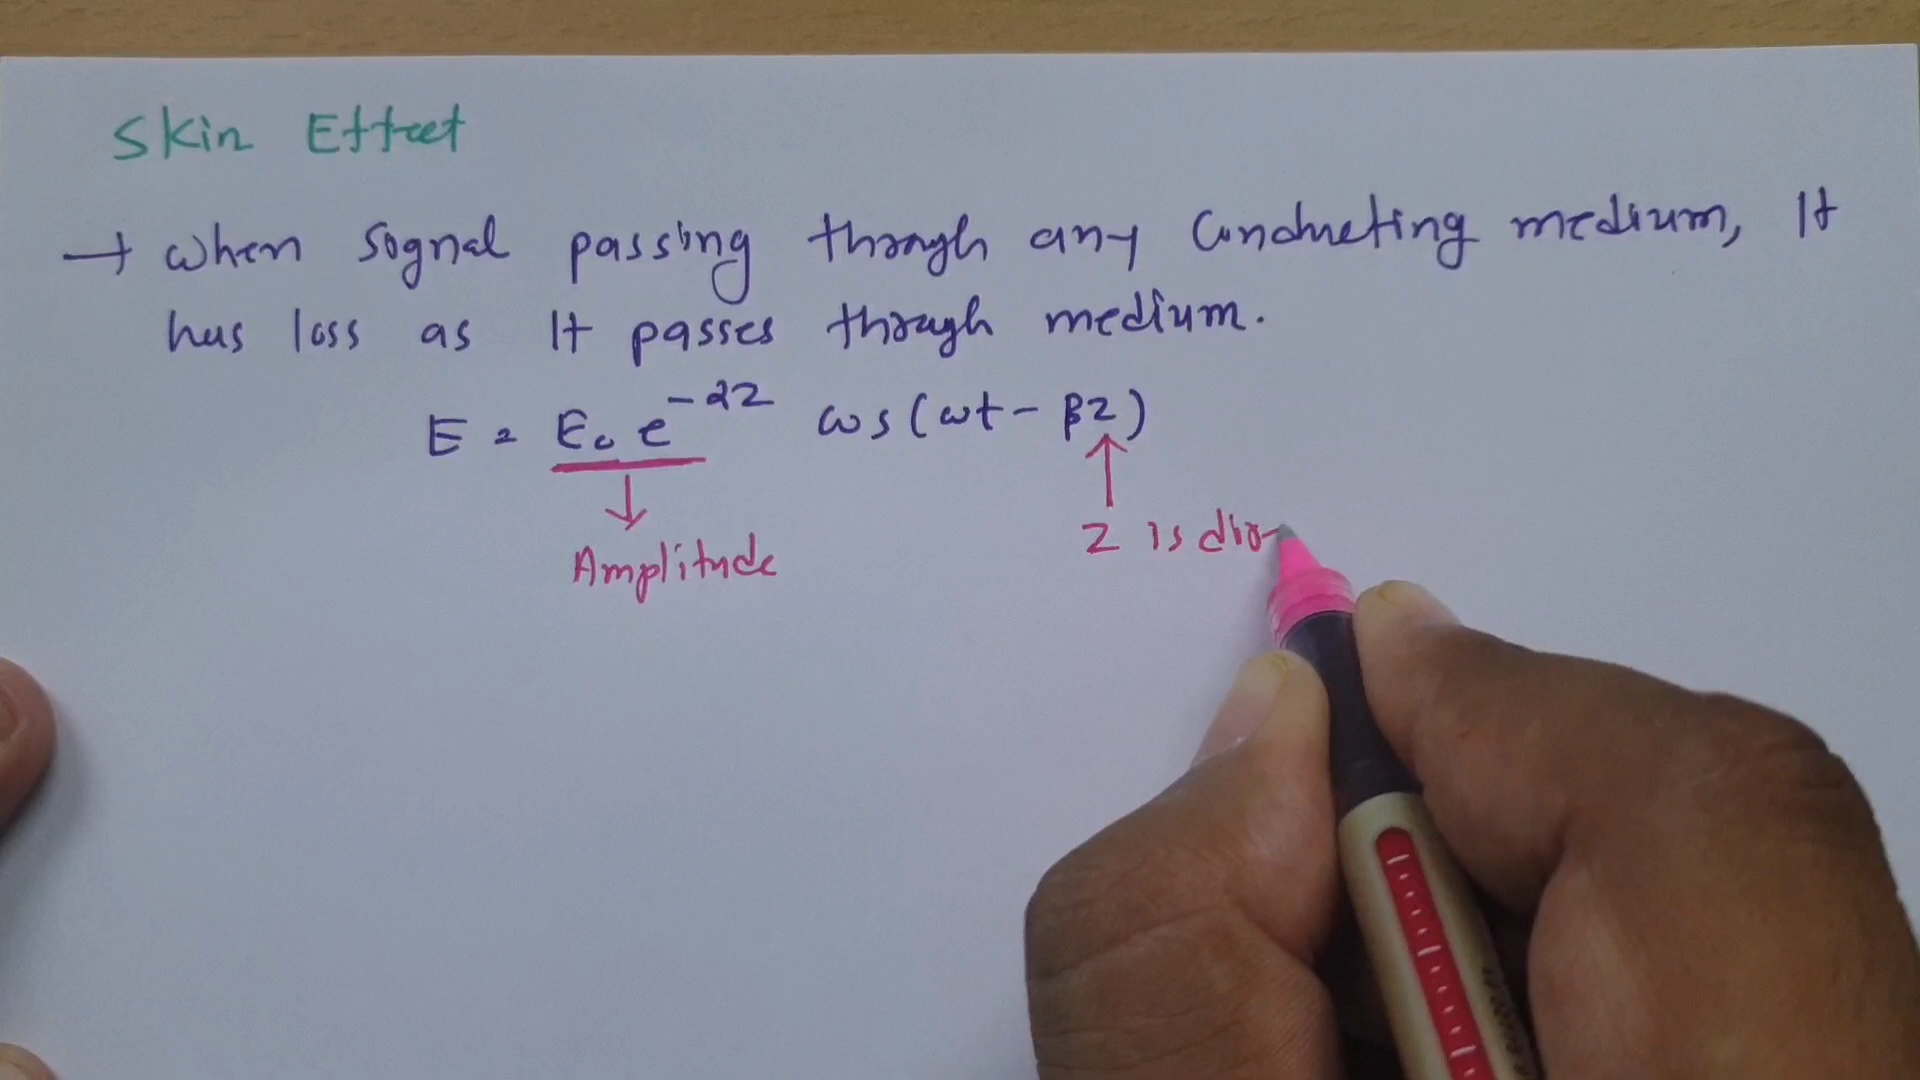 Skin Effect
→ when signal passing through any conducting medium, It
has loss as It passes through medium.
E = E₀ e^-αz cos(ωt - βz)
Amplitude
z is dir